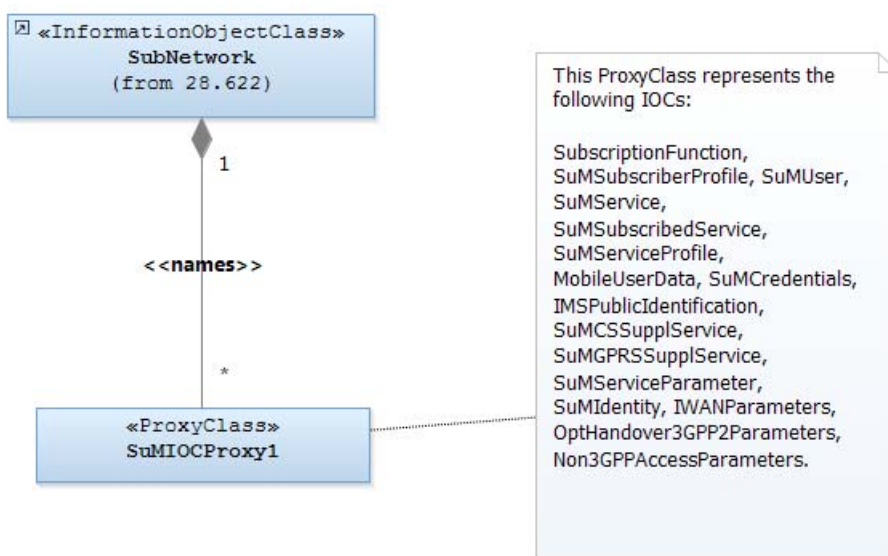 «InformationObjectClass»
SubNetwork
(from 28.622)
1
<<names>>
*
«ProxyClass»
SuMIOCProxy1
This ProxyClass represents the
following IOCs:
SubscriptionFunction,
SuMSubscriberProfile, SuMUser,
SuMService,
SuMSubscribedService,
SuMServiceProfile,
MobileUserData, SuMCredentials,
IMSPublicIdentification,
SuMCSSupplService,
SuMGPRSSupplService,
SuMServiceParameter,
SuMIdentity, IWANParameters,
OptHandover3GPP2Parameters,
Non3GPPAccessParameters.